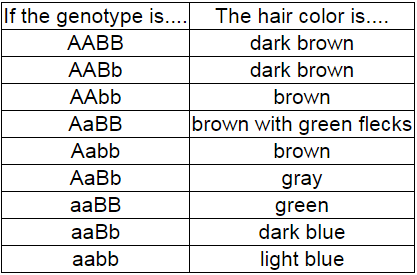 If the genotype is.... The hair color is....
AABB dark brown
AABb dark brown
AAbb brown
AaBB brown with green flecks
Aabb brown
AaBb gray
aaBB green
aaBb dark blue
aabb light blue